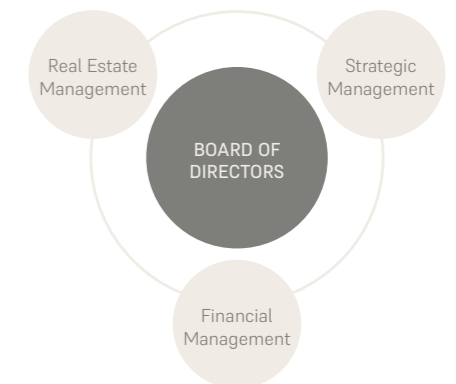 Real Estate
Management
Strategic
Management
BOARD OF
DIRECTORS
Financial
Management